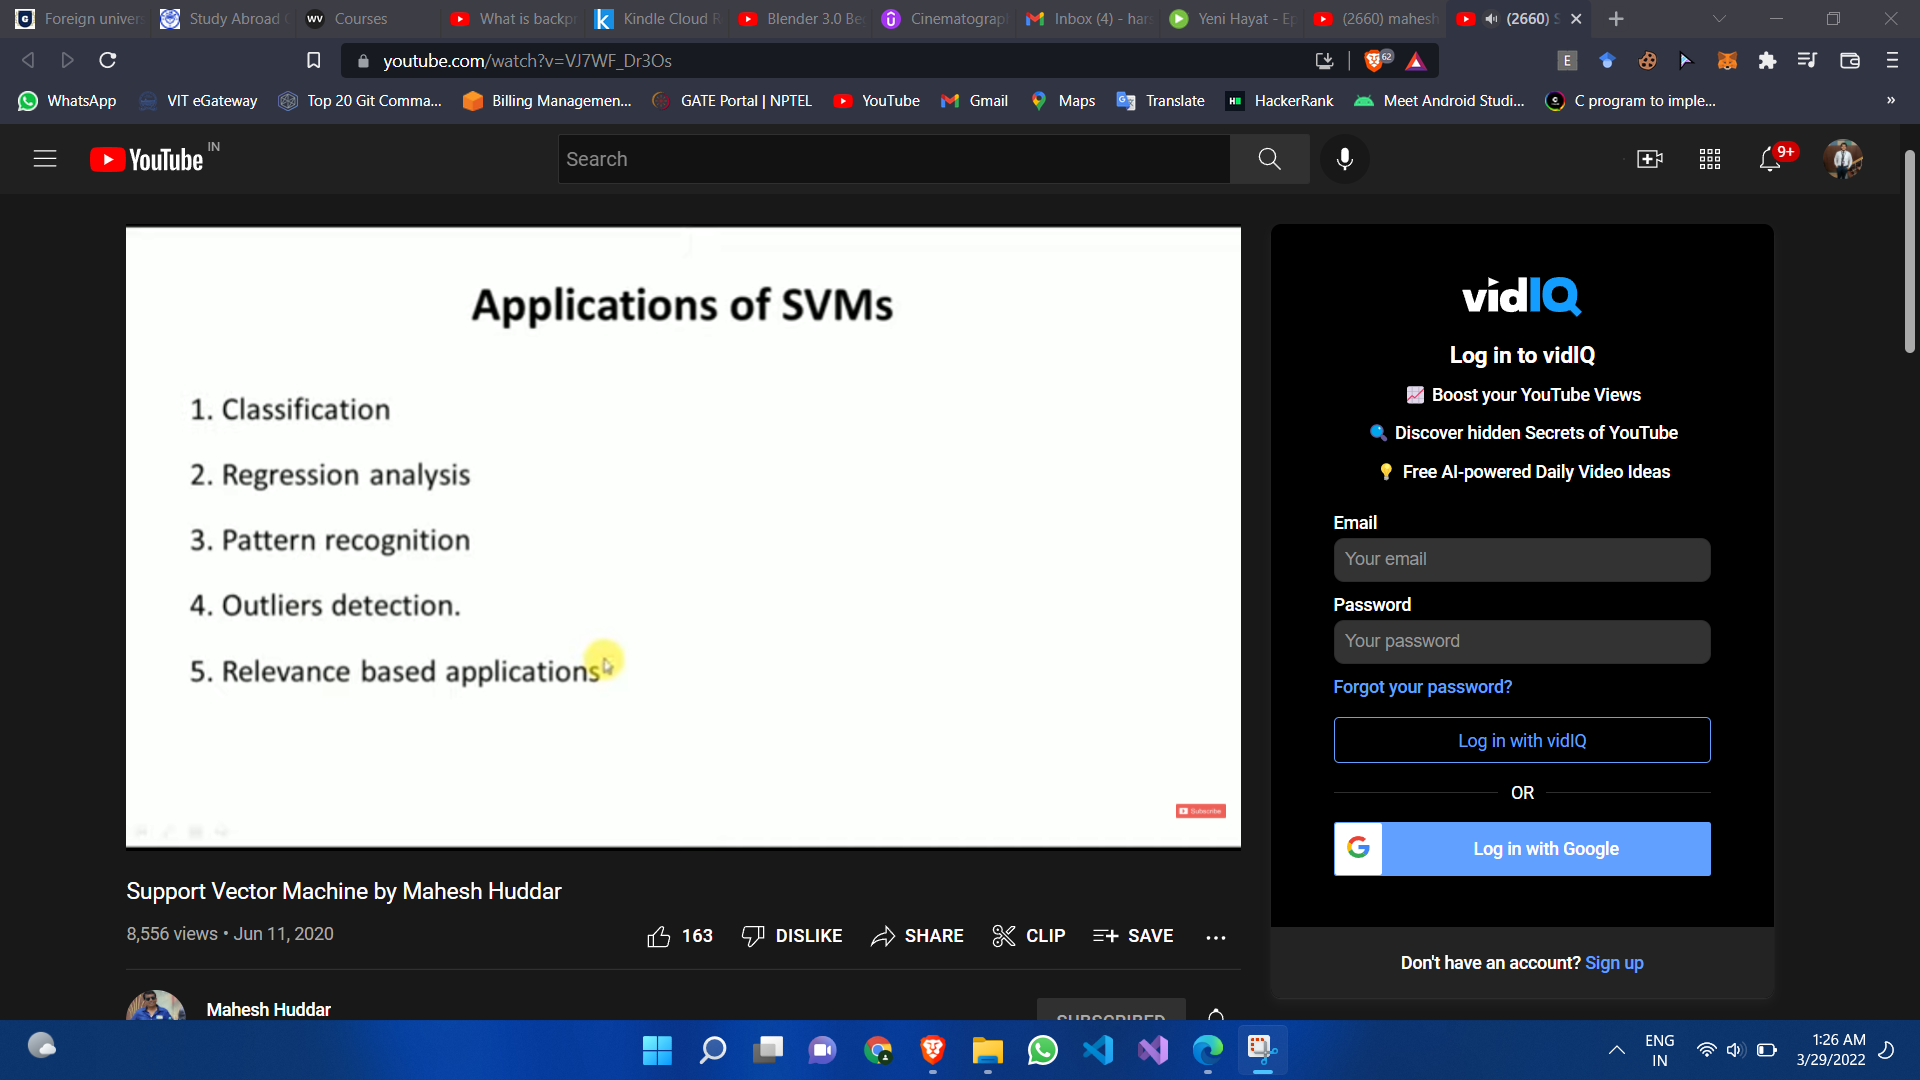 Foreign univer
Study Abroad
Courses
What is backp
Kindle Cloud R
Blender 3.0 Be
Cinematograp
Inbox (4) - har
Yeni Hayat - Ep
(2660) mahesh
(2660) S
youtube.com/watch?v=VJ7WF_Dr3Os
62
E
WhatsApp
VIT eGateway
Top 20 Git Comma...
Billing Managemen...
GATE Portal | NPTEL
YouTube
Gmail
Maps
Translate
HackerRank
Meet Android Studi...
C program to imple...
»
YouTube IN
Search
9+
Applications of SVMs
1. Classification
2. Regression analysis
3. Pattern recognition
4. Outliers detection.
5. Relevance based applications
Subscribe
Support Vector Machine by Mahesh Huddar
8,556 views • Jun 11, 2020
163
DISLIKE
SHARE
CLIP
SAVE
...
Mahesh Huddar
SUBSCRIBED
vidIQ
Log in to vidIQ
Boost your YouTube Views
Discover hidden Secrets of YouTube
Free AI-powered Daily Video Ideas
Email
Your email
Password
Your password
Forgot your password?
Log in with vidIQ
OR
Log in with Google
Don't have an account? Sign up
ENG
IN
1:26 AM
3/29/2022